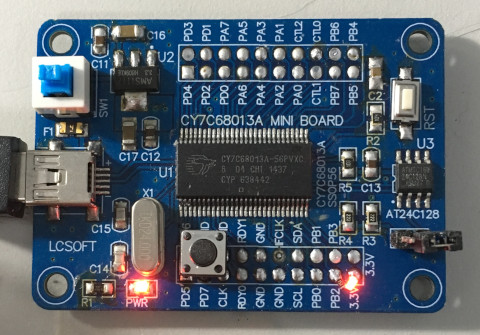 PD3 PD1 PA7 PA5 PA3 PA1 CTL2 CTL0 PB6 PB4
C16
U2
C11
PD4 PD2 PD0 PA6 PA4 PA2 PA0 CTL1 PB7 PB5
C2
RST
SW1
CY7C68013A MINI BOARD
F1
R2
U3
C17 C12
U1
CY7C68013A-56PVXC
CYP 638442
CY7C68013A
SSOP56
R5 C13
AT24C128
X1
C15
LCSOFT
RDY1 GND IFCLK SDA PB1 PB3 3.3V
R4 R3
C14
R1
PWR
PD5 PD7 CLK RDY0 GND GND SCL PB0 PB2 3.3V